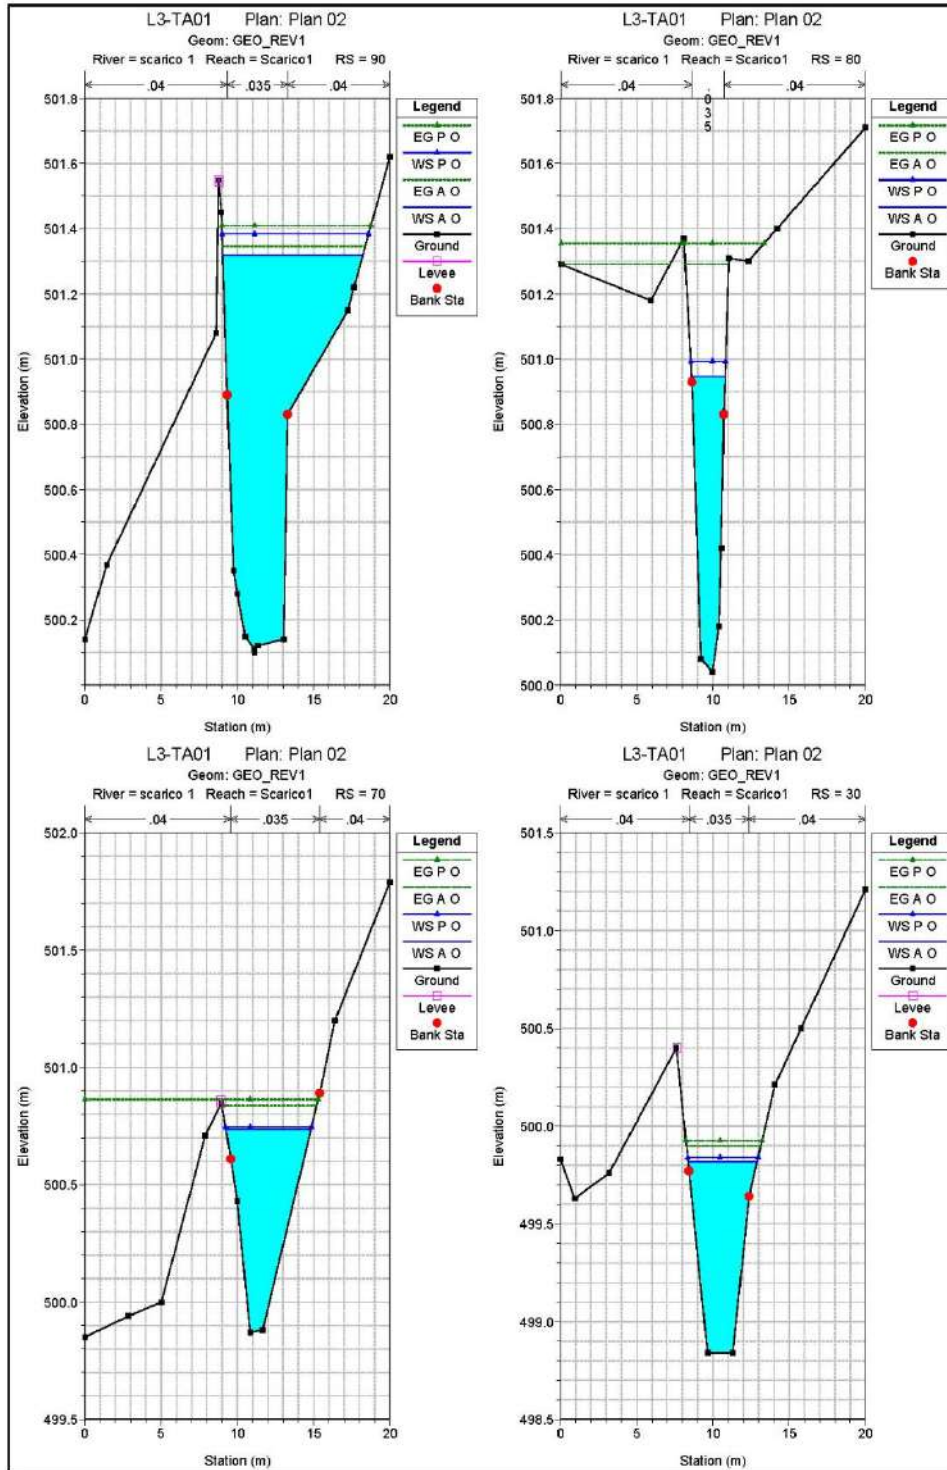 L3-TA01 Plan: Plan 02
Geom: GEO_REV1
River = scarico 1 Reach = Scarico1 RS = 90
.04 .035 .04
501.8
501.6
501.4
501.2
501.0
500.8
500.6
500.4
500.2
0 5 10 15 20
Elevation (m)
Station (m)
Legend
EG P O
WS P O
EG A O
WS A O
Ground
Levee
Bank Sta
L3-TA01 Plan: Plan 02
Geom: GEO_REV1
River = scarico 1 Reach = Scarico1 RS = 80
.04 .035 .04
501.8
501.6
501.4
501.2
501.0
500.8
500.6
500.4
500.2
500.0
0 5 10 15 20
Elevation (m)
Station (m)
Legend
EG P O
EG A O
WS P O
WS A O
Ground
Bank Sta
L3-TA01 Plan: Plan 02
Geom: GEO_REV1
River = scarico 1 Reach = Scarico1 RS = 70
.04 .035 .04
502.0
501.5
501.0
500.5
500.0
499.5
0 5 10 15 20
Elevation (m)
Station (m)
Legend
EG P O
EG A O
WS P O
WS A O
Ground
Levee
Bank Sta
L3-TA01 Plan: Plan 02
Geom: GEO_REV1
River = scarico 1 Reach = Scarico1 RS = 30
.04 .035 .04
501.5
501.0
500.5
500.0
499.5
499.0
498.5
0 5 10 15 20
Elevation (m)
Station (m)
Legend
EG P O
EG A O
WS P O
WS A O
Ground
Levee
Bank Sta